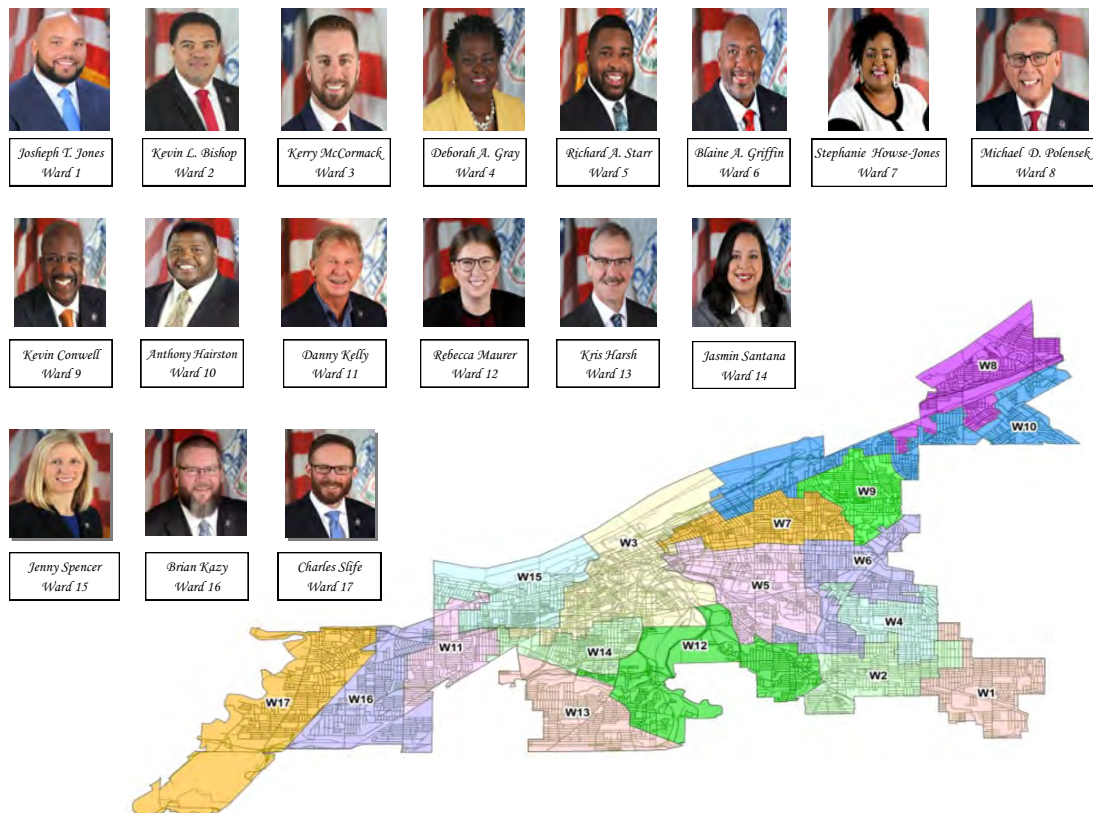 Josheph T. Jones
Ward 1
Kevin L. Bishop
Ward 2
Kerry McCormack
Ward 3
Deborah A. Gray
Ward 4
Richard A. Starr
Ward 5
Blaine A. Griffin
Ward 6
Stephanie Howse-Jones
Ward 7
Michael D. Polensek
Ward 8
Kevin Conwell
Ward 9
Anthony Hairston
Ward 10
Danny Kelly
Ward 11
Rebecca Maurer
Ward 12
Kris Harsh
Ward 13
Jasmin Santana
Ward 14
Jenny Spencer
Ward 15
Brian Kazy
Ward 16
Charles Slife
Ward 17
W8
W10
W9
W7
W3
W6
W15
W5
W4
W12
W11
W14
W2
W1
W17
W16
W13